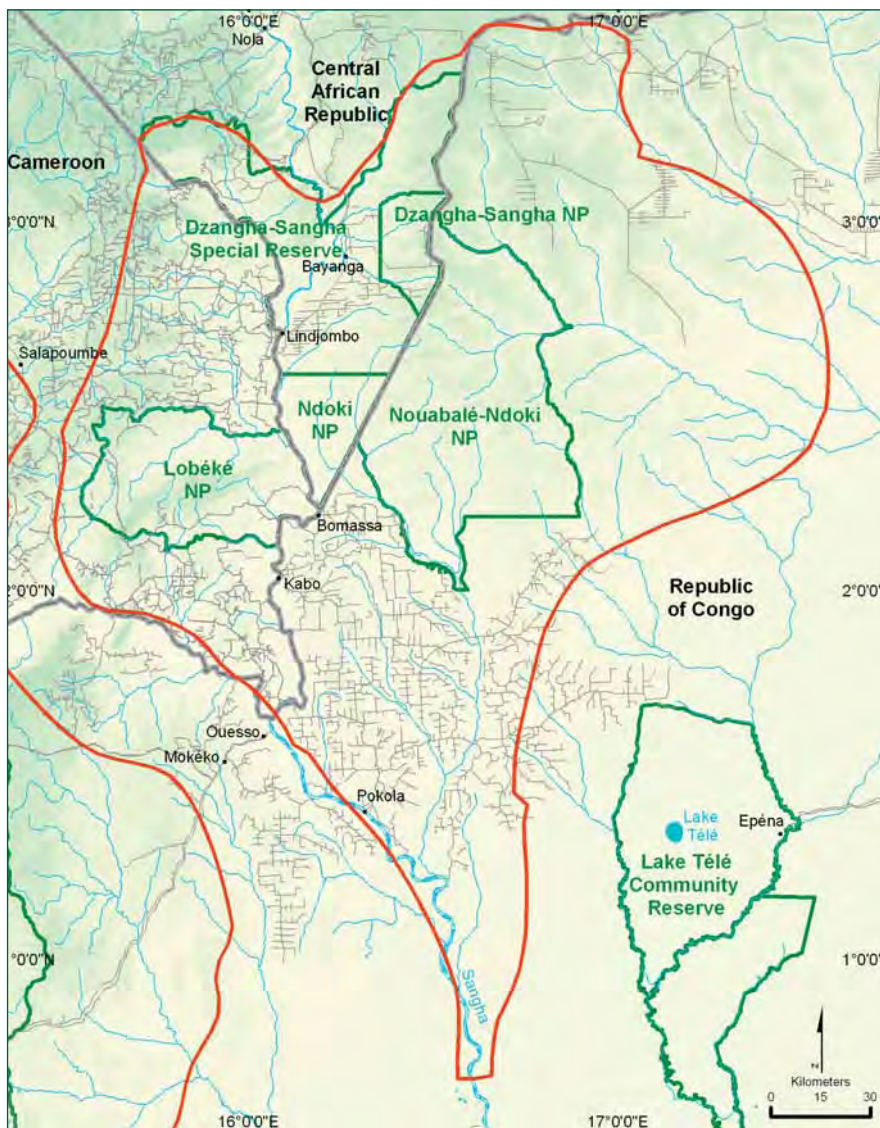 16°0'0"E
17°0'0"E
Nola
Central
African
Republic
Cameroon
3°0'0"N
3°0'0"N
Dzangha-Sangha NP
Dzangha-Sangha
Special Reserve
Bayanga
Lindjombo
Salapoumbe
Ndoki
NP
Nouabalé-Ndoki
NP
Lobéké
NP
Bomassa
Kabo
2°0'0"N
2°0'0"N
Republic
of Congo
Ouesso
Mokéko
Pokola
Lake
Télé
Epéna
Lake Télé
Community
Reserve
1°0'0"N
°0'0"N
Sangha
N
Kilometers
0 15 30
16°0'0"E
17°0'0"E